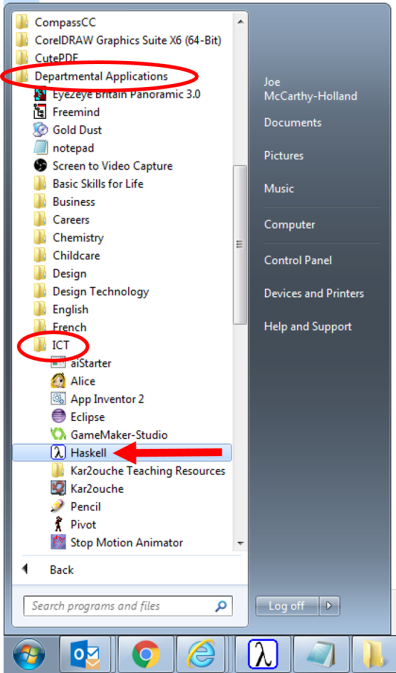 CompassCC
CorelDRAW Graphics Suite X6 (64-Bit)
CutePDF
Departmental Applications
Eyezeye Britain Panoramic 3.0
Freemind
Gold Dust
notepad
Screen to Video Capture
Basic Skills for Life
Business
Careers
Chemistry
Childcare
Design
Design Technology
English
French
ICT
aiStarter
Alice
App Inventor 2
Eclipse
GameMaker-Studio
Haskell
Kar2ouche Teaching Resources
Kar2ouche
Pencil
Pivot
Stop Motion Animator
Back
Search programs and files
Joe
McCarthy-Holland
Documents
Pictures
Music
Computer
Control Panel
Devices and Printers
Help and Support
Log off